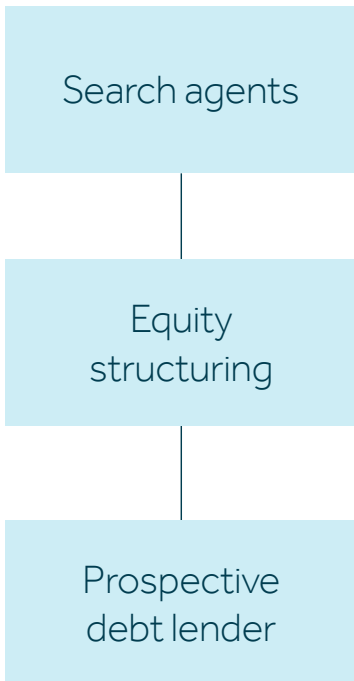 Search agents
Equity
structuring
Prospective
debt lender